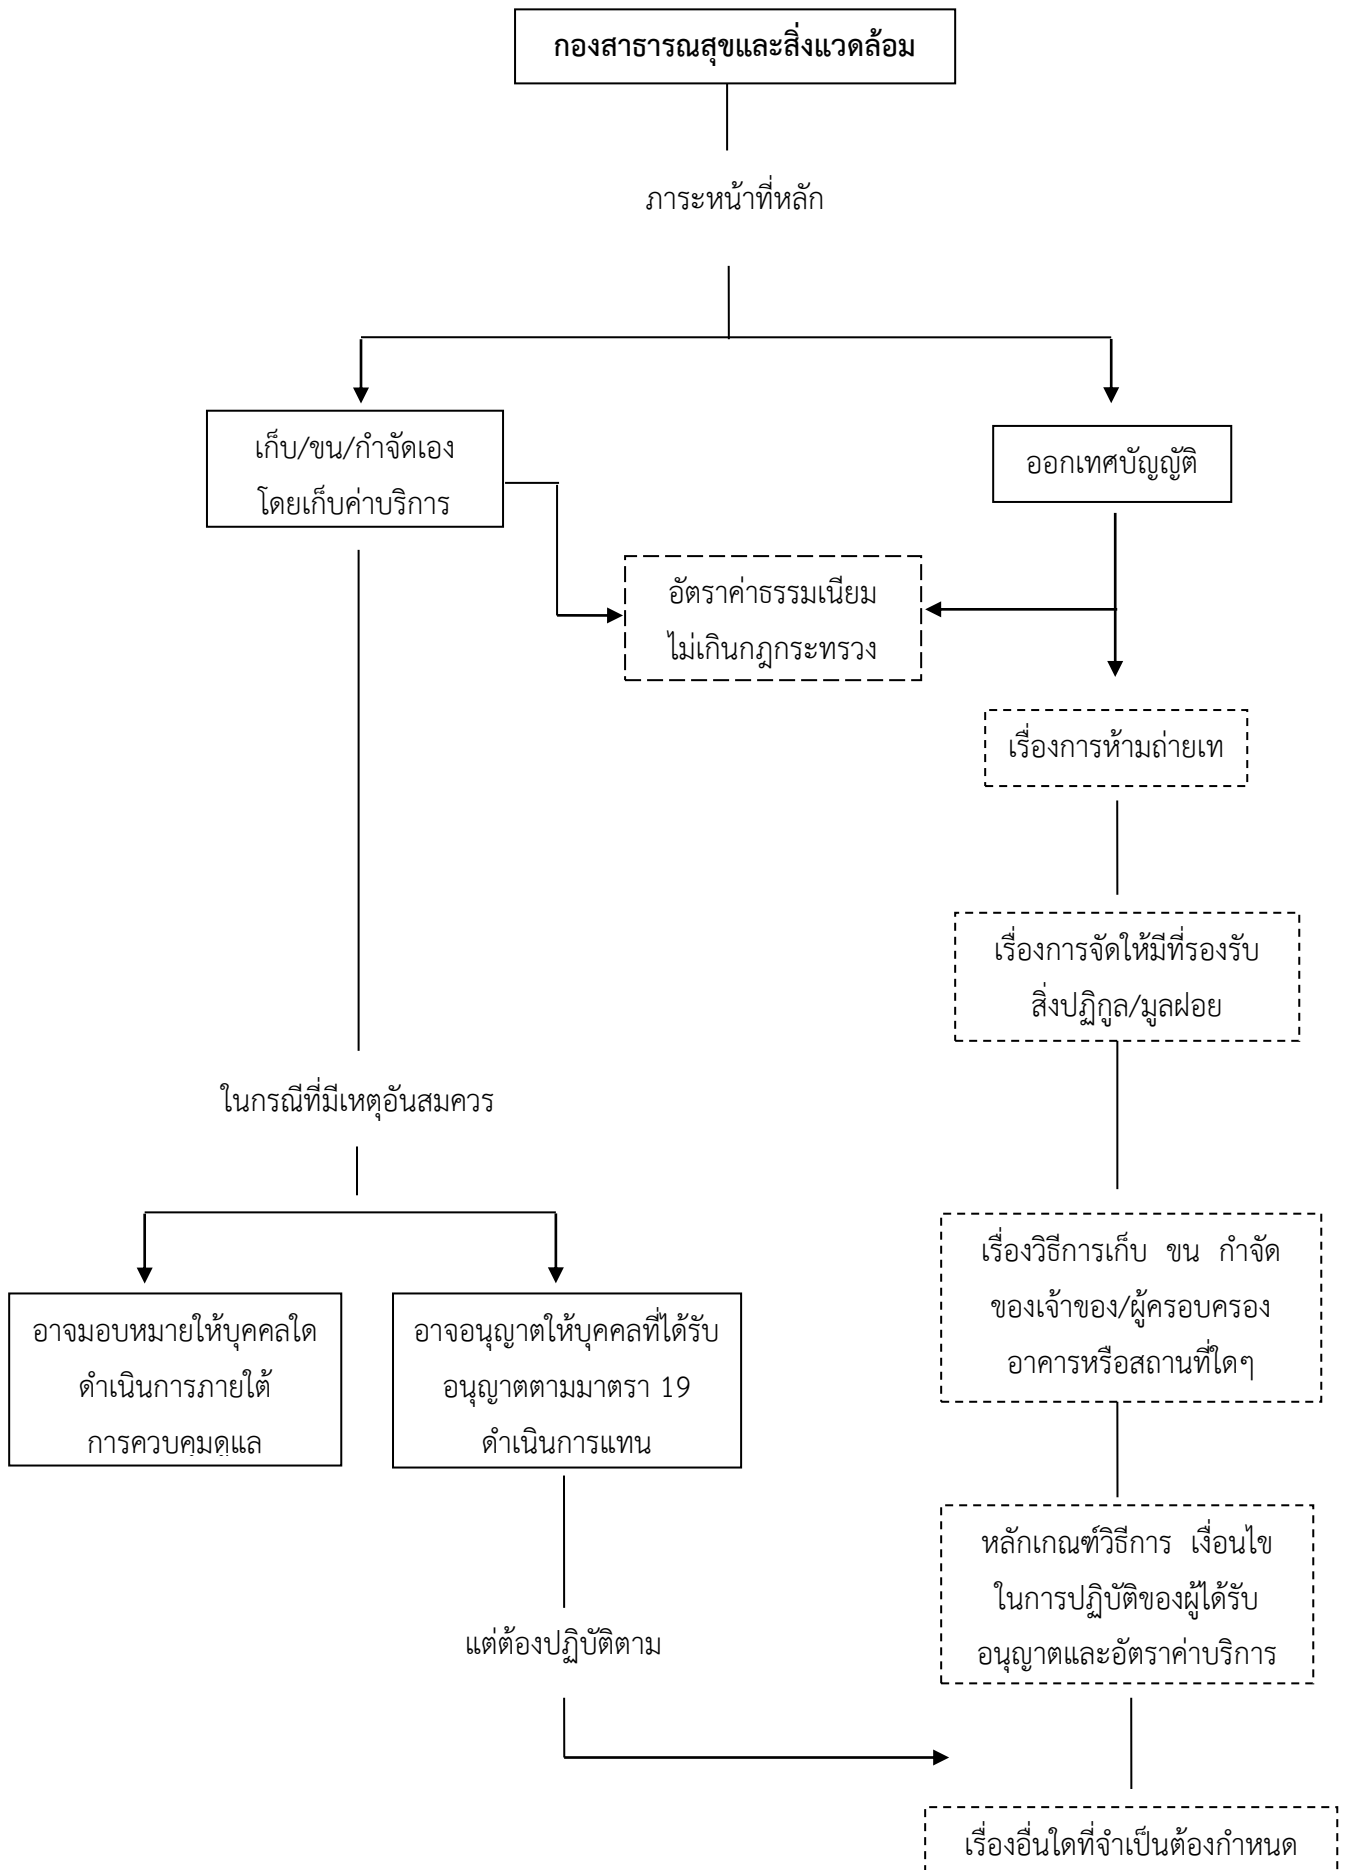 กองสาธารณสุขและสิ่งแวดล้อม
ภาระหน้าที่หลัก
เก็บ/ขน/กำจัดเอง
โดยเก็บค่าบริการ
ออกเทศบัญญัติ
อัตราค่าธรรมเนียม
ไม่เกินกฎกระทรวง
เรื่องการห้ามถ่ายเท
เรื่องการจัดให้มีที่รองรับ
สิ่งปฏิกูล/มูลฝอย
ในกรณีที่มีเหตุอันสมควร
เรื่องวิธีการเก็บ ขน กำจัด
ของเจ้าของ/ผู้ครอบครอง
อาคารหรือสถานที่ใดๆ
อาจมอบหมายให้บุคคลใด
ดำเนินการภายใต้
การควบคุมดูแล
อาจอนุญาตให้บุคคลที่ได้รับ
อนุญาตตามมาตรา 19
ดำเนินการแทน
หลักเกณฑ์วิธีการ เงื่อนไข
ในการปฏิบัติของผู้ได้รับ
อนุญาตและอัตราค่าบริการ
แต่ต้องปฏิบัติตาม
เรื่องอื่นใดที่จำเป็นต้องกำหนด